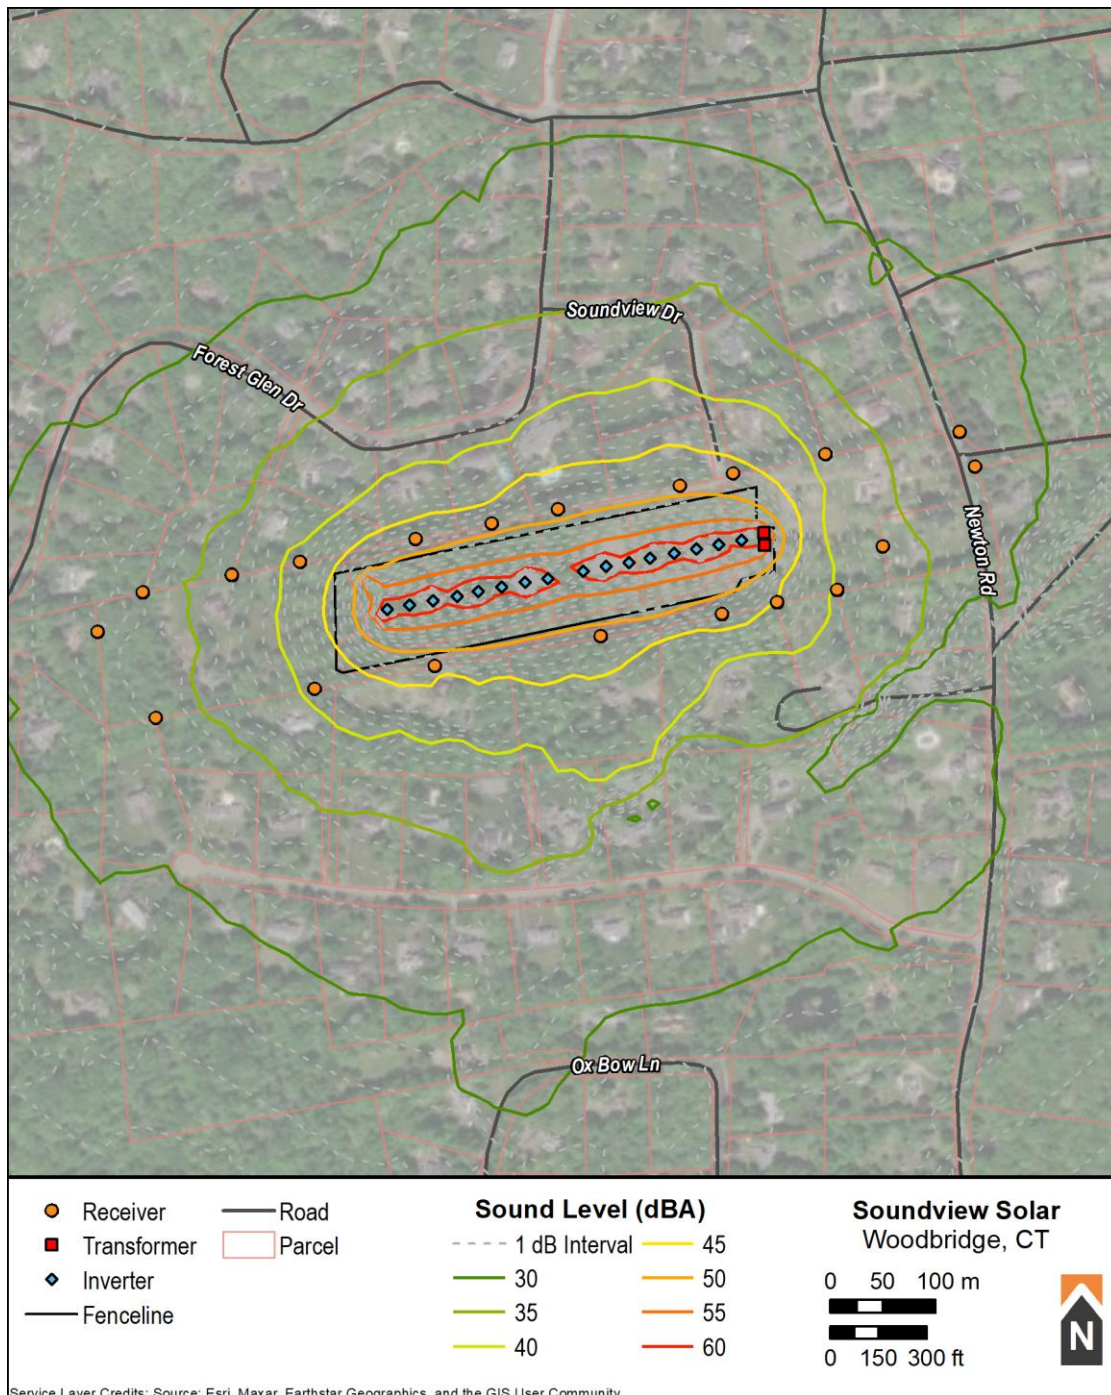 Soundview Dr
Forest Glen Dr
Newton Rd
Ox Bow Ln
Receiver
Transformer
Inverter
Fenceline
Road
Parcel
Sound Level (dBA)
1 dB Interval
30
35
40
45
50
55
60
Soundview Solar
Woodbridge, CT
0 50 100 m
0 150 300 ft
N
Service Layer Credits: Source: Esri, Maxar, Earthstar Geographics, and the GIS User Community